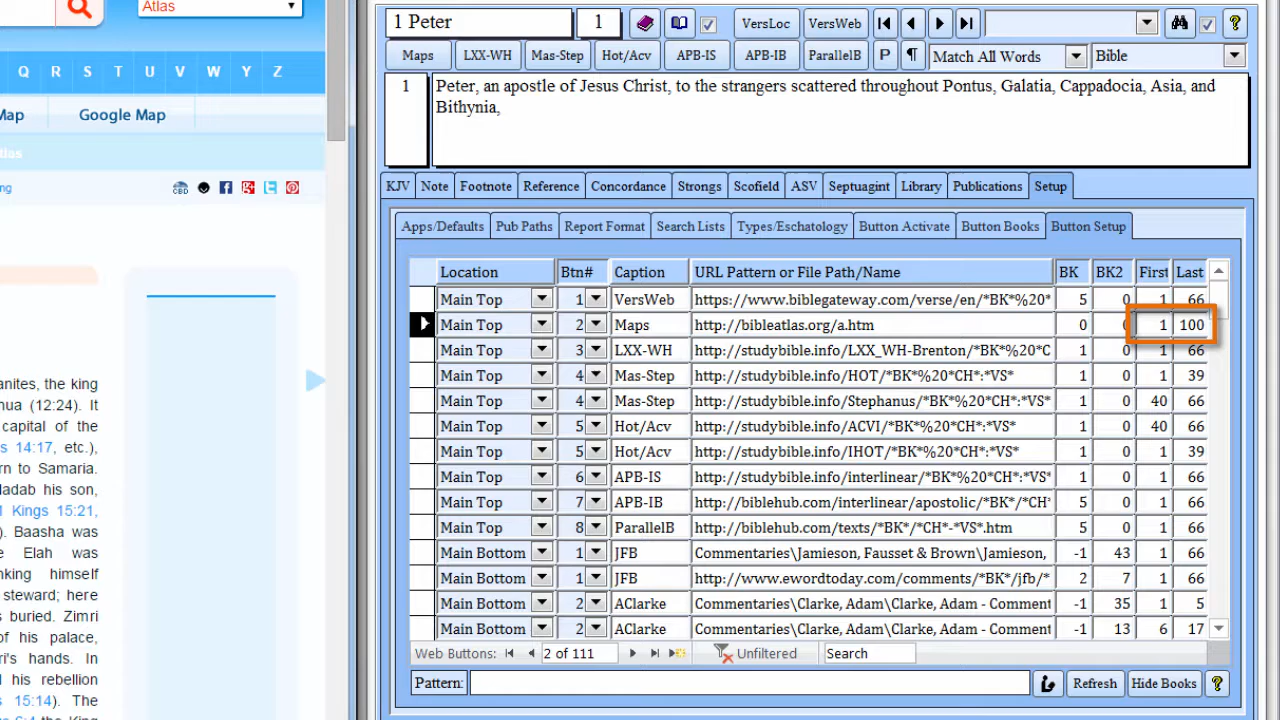 Atlas
Q R S T U V W Y Z
Map Google Map
Atlas
ng
anites, the king
hua (12:24). It
capital of the
s 14:17, etc.),
rn to Samaria.
adab his son,
I Kings 15:21,
). Baasha was
e Elah was
nking himself
steward; here
s buried. Zimri
of his palace,
ri's hands. In
his rebellion
s 15:14). The
1 Peter 1 VersLoc VersWeb
Maps LXX-WH Mas-Step Hot/Acv APB-IS APB-IB ParallelB P ¶ Match All Words Bible
1 Peter, an apostle of Jesus Christ, to the strangers scattered throughout Pontus, Galatia, Cappadocia, Asia, and
Bithynia,
KJV Note Footnote Reference Concordance Strongs Scofield ASV Septuagint Library Publications Setup
Apps/Defaults Pub Paths Report Format Search Lists Types/Eschatology Button Activate Button Books Button Setup
Location Btn# Caption URL Pattern or File Path/Name BK BK2 First Last
Main Top 1 VersWeb https://www.biblegateway.com/verse/en/*BK*%20* 5 0 1 66
Main Top 2 Maps http://bibleatlas.org/a.htm 0 0 1 100
Main Top 3 LXX-WH http://studybible.info/LXX_WH-Brenton/*BK*%20*C 1 0 1 66
Main Top 4 Mas-Step http://studybible.info/HOT/*BK*%20*CH*:*VS* 1 0 1 39
Main Top 4 Mas-Step http://studybible.info/Stephanus/*BK*%20*CH*:*VS* 1 0 40 66
Main Top 5 Hot/Acv http://studybible.info/ACVI/*BK*%20*CH*:*VS* 1 0 40 66
Main Top 5 Hot/Acv http://studybible.info/IHOT/*BK*%20*CH*:*VS* 1 0 1 39
Main Top 6 APB-IS http://studybible.info/interlinear/*BK*%20*CH*:*VS* 1 0 1 66
Main Top 7 APB-IB http://biblehub.com/interlinear/apostolic/*BK*/*CH* 5 0 1 66
Main Top 8 ParallelB http://biblehub.com/texts/*BK*/*CH*-*VS*.htm 5 0 1 66
Main Bottom 1 JFB Commentaries\Jamieson, Fausset & Brown\Jamieson, -1 43 1 66
Main Bottom 1 JFB http://www.ewordtoday.com/comments/*BK*/jfb/* 2 7 1 66
Main Bottom 2 AClarke Commentaries\Clarke, Adam\Clarke, Adam - Comment -1 35 1 5
Main Bottom 2 AClarke Commentaries\Clarke, Adam\Clarke, Adam - Comment -1 13 6 17
Web Buttons: 2 of 111 Unfiltered Search
Pattern: Refresh Hide Books ?